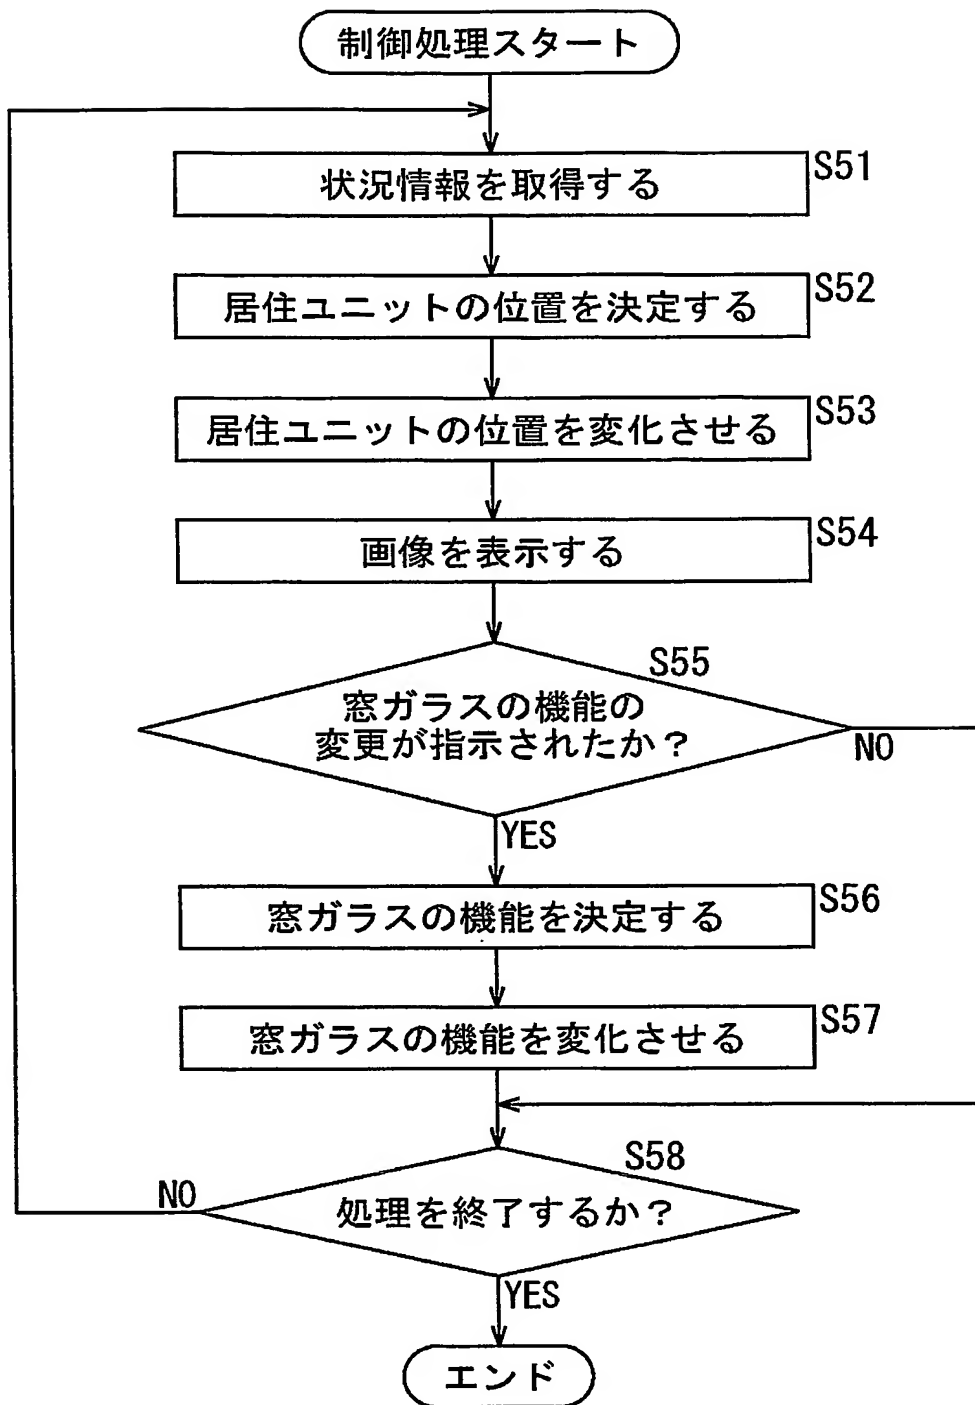 制御処理スタート
状況情報を取得する
S51
居住ユニットの位置を決定する
S52
居住ユニットの位置を変化させる
S53
画像を表示する
S54
S55
窓ガラスの機能の
変更が指示されたか？
NO
YES
窓ガラスの機能を決定する
S56
窓ガラスの機能を変化させる
S57
S58
NO
処理を終了するか？
YES
エンド